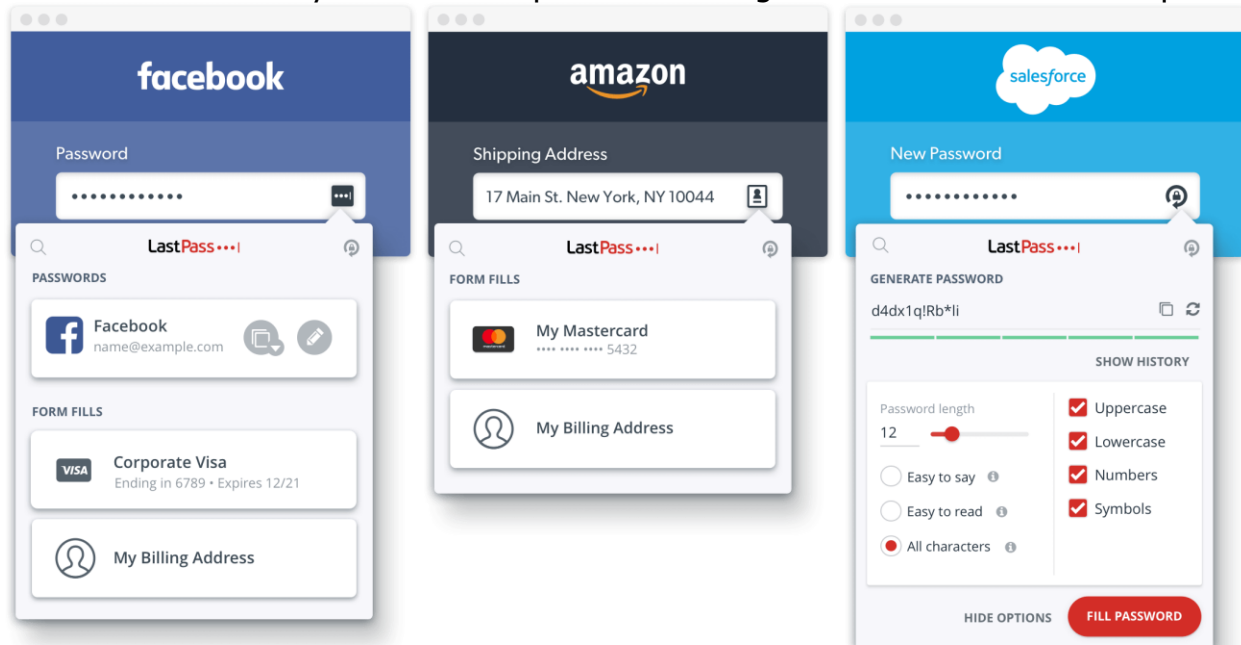 facebook
Password
••••••••••••
LastPass•••|
PASSWORDS
Facebook
name@example.com
FORM FILLS
VISA
Corporate Visa
Ending in 6789 • Expires 12/21
My Billing Address
amazon
Shipping Address
17 Main St. New York, NY 10044
LastPass•••|
FORM FILLS
My Mastercard
•••• •••• •••• 5432
My Billing Address
salesforce
New Password
••••••••••••
LastPass•••|
GENERATE PASSWORD
d4dx1q!Rb*li
SHOW HISTORY
Password length
12
Easy to say
Easy to read
All characters
Uppercase
Lowercase
Numbers
Symbols
HIDE OPTIONS
FILL PASSWORD